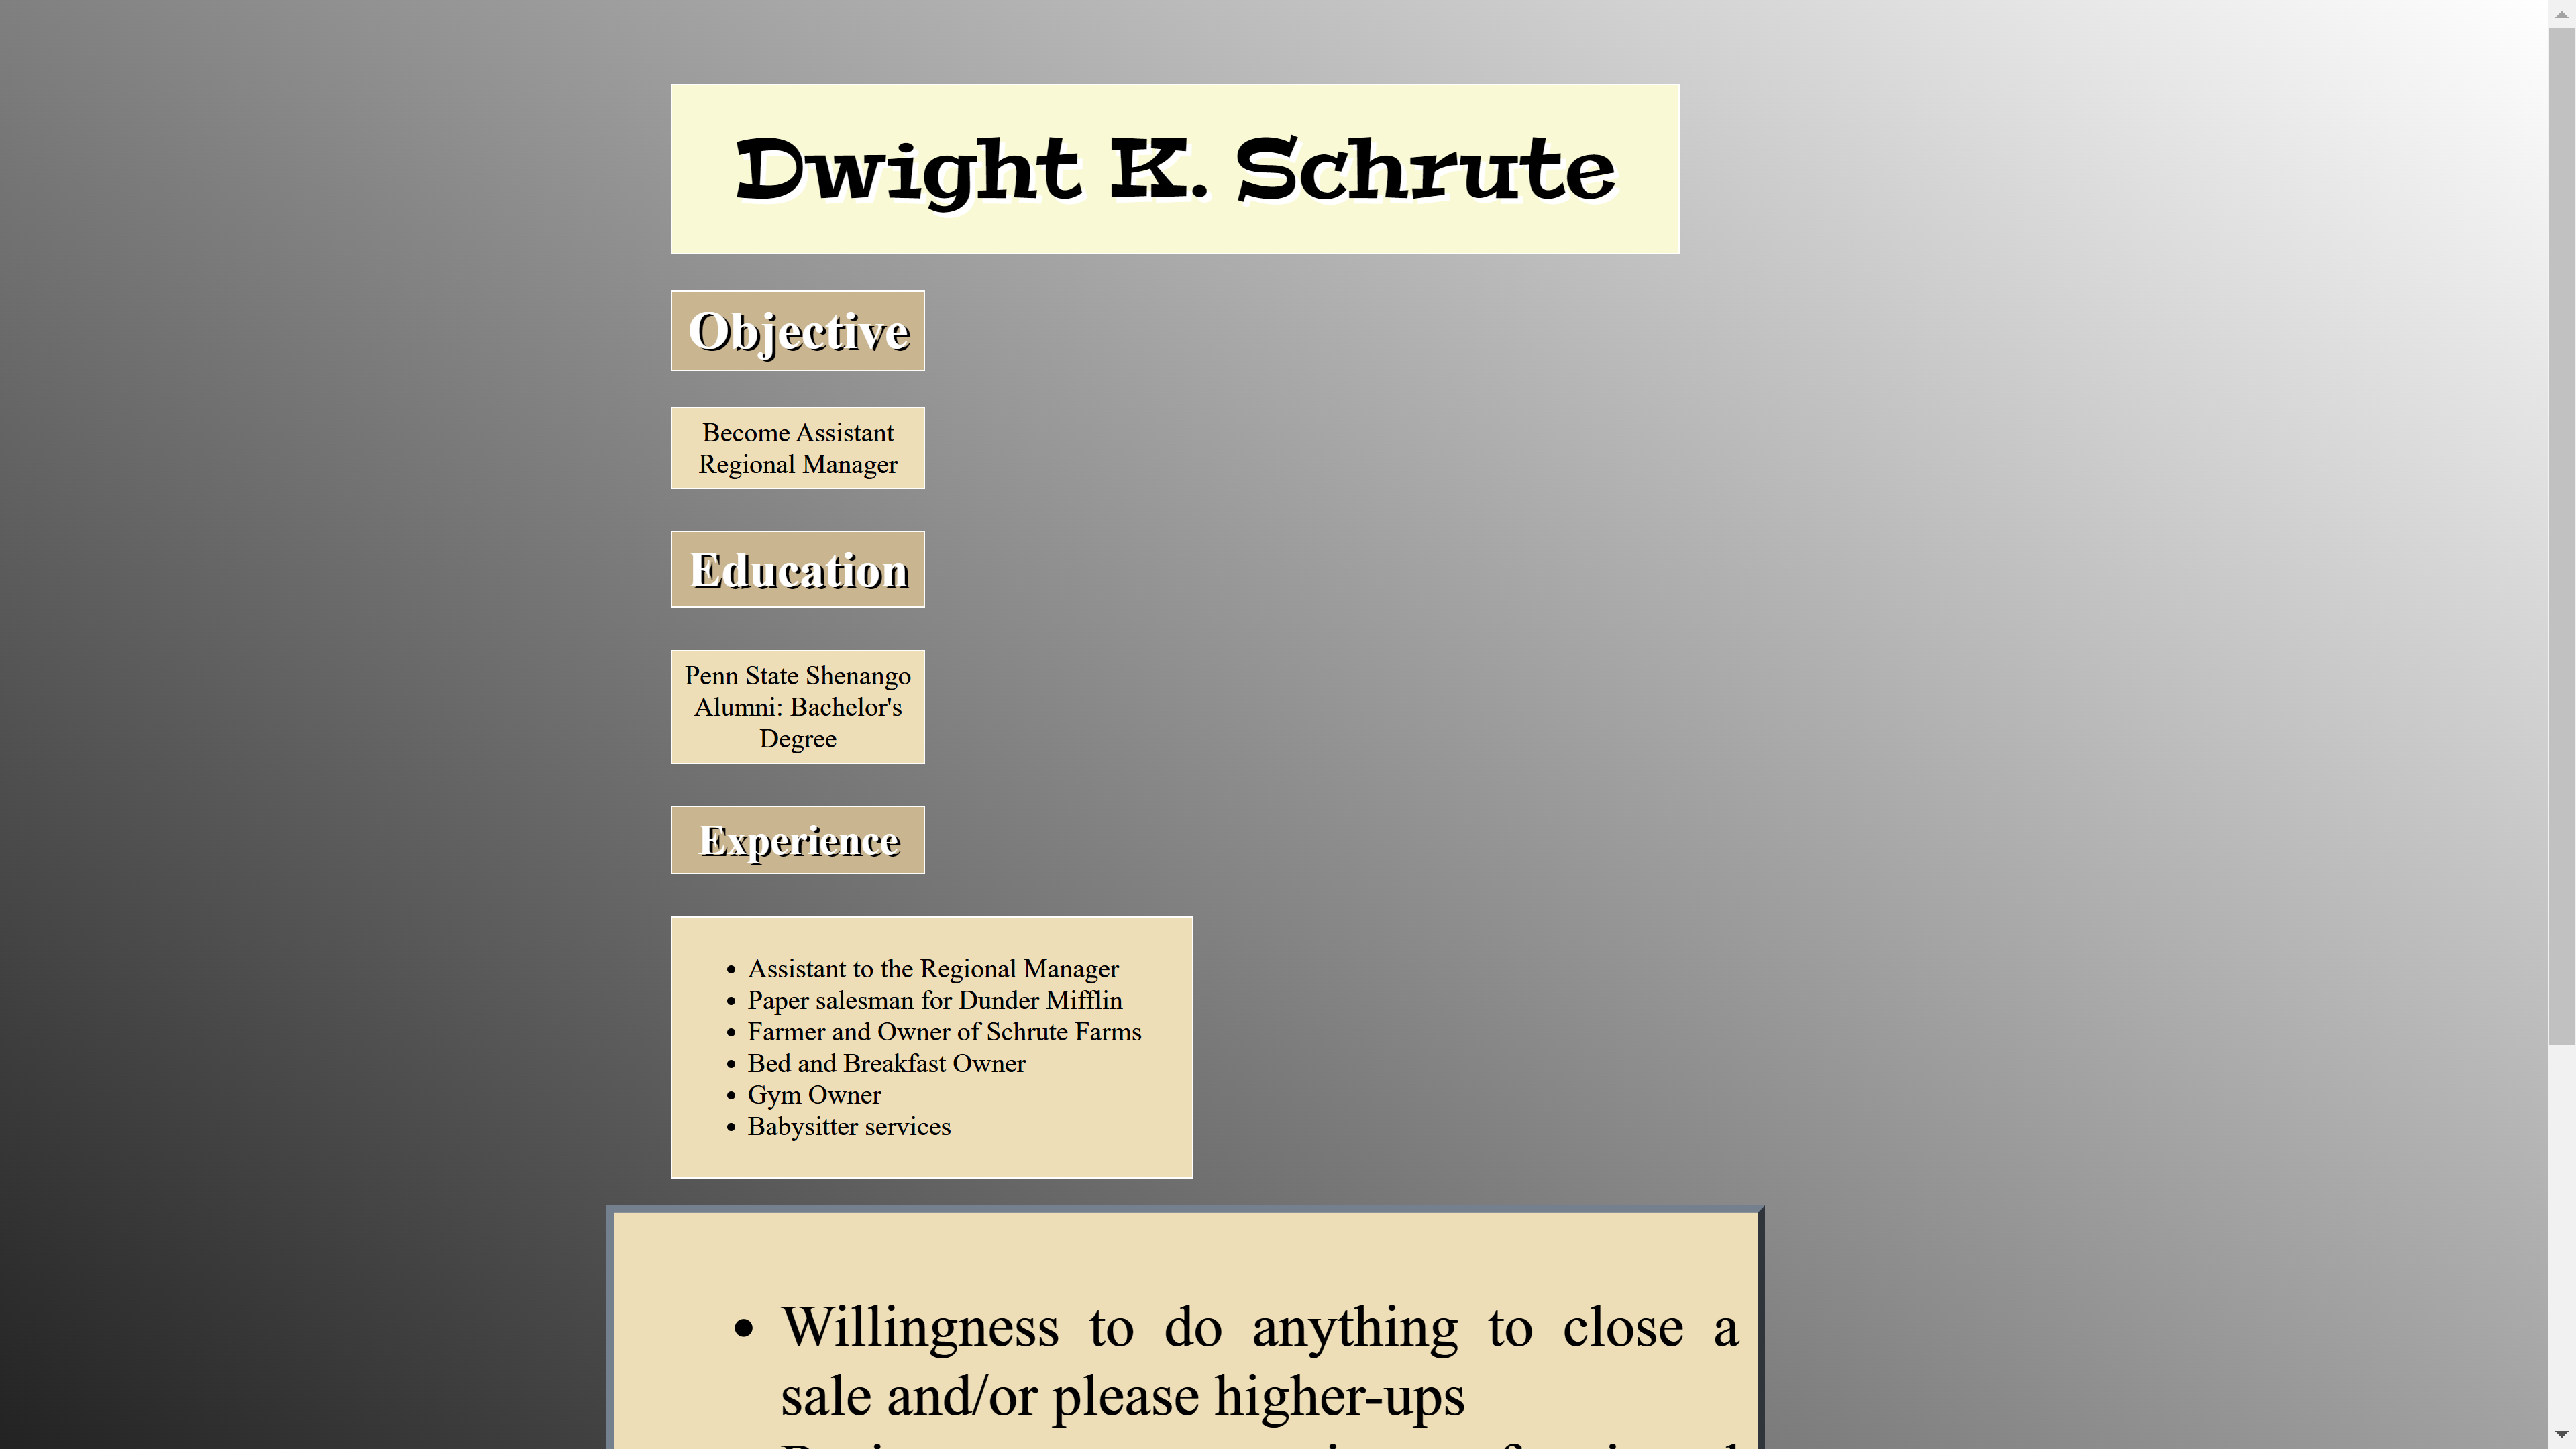 Dwight K. Schrute
Objective
Become Assistant
Regional Manager
Education
Penn State Shenango
Alumni: Bachelor's
Degree
Experience
• Assistant to the Regional Manager
• Paper salesman for Dunder Mifflin
• Farmer and Owner of Schrute Farms
• Bed and Breakfast Owner
• Gym Owner
• Babysitter services
• Willingness to do anything to close a
sale and/or please higher-ups